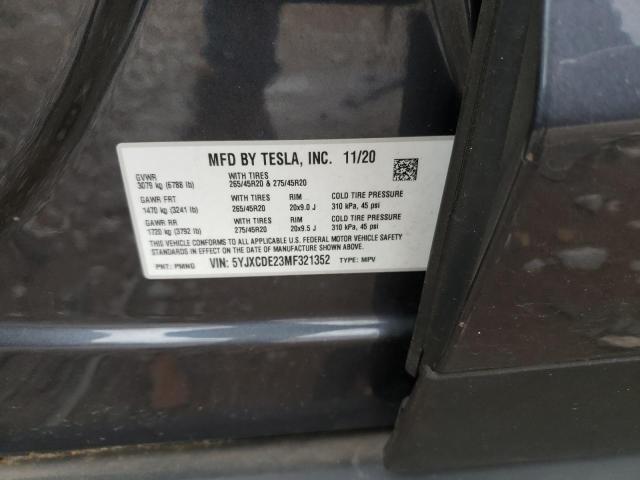 MFD BY TESLA, INC. 11/20
GVWR
3079 kg (6788 lb)
WITH TIRES
265/45R20 & 275/45R20
GAWR FRT
1470 kg (3241 lb)
WITH TIRES
265/45R20
RIM
20x9.0 J
COLD TIRE PRESSURE
310 kPa, 45 psi
GAWR RR
1720 kg (3792 lb)
WITH TIRES
275/45R20
RIM
20x9.5 J
COLD TIRE PRESSURE
310 kPa, 45 psi
THIS VEHICLE CONFORMS TO ALL APPLICABLE U.S. FEDERAL MOTOR VEHICLE SAFETY
STANDARDS IN EFFECT ON THE DATE OF MANUFACTURE SHOWN ABOVE.
PNT: PMNG VIN: 5YJXCDE23MF321352 TYPE: MPV